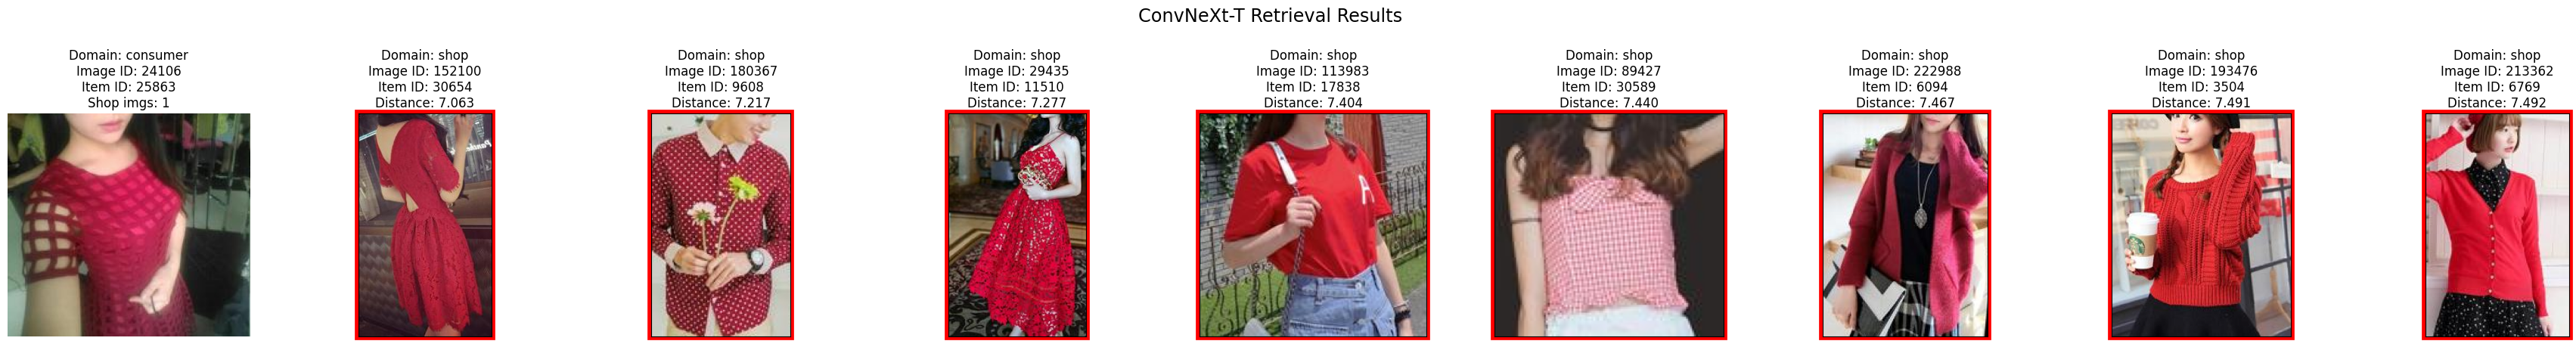 ConvNeXt-T Retrieval Results
Domain: consumer
Image ID: 24106
Item ID: 25863
Shop imgs: 1
Domain: shop
Image ID: 152100
Item ID: 30654
Distance: 7.063
Domain: shop
Image ID: 180367
Item ID: 9608
Distance: 7.217
Domain: shop
Image ID: 29435
Item ID: 11510
Distance: 7.277
Domain: shop
Image ID: 113983
Item ID: 17838
Distance: 7.404
Domain: shop
Image ID: 89427
Item ID: 30589
Distance: 7.440
Domain: shop
Image ID: 222988
Item ID: 6094
Distance: 7.467
Domain: shop
Image ID: 193476
Item ID: 3504
Distance: 7.491
Domain: shop
Image ID: 213362
Item ID: 6769
Distance: 7.492
A